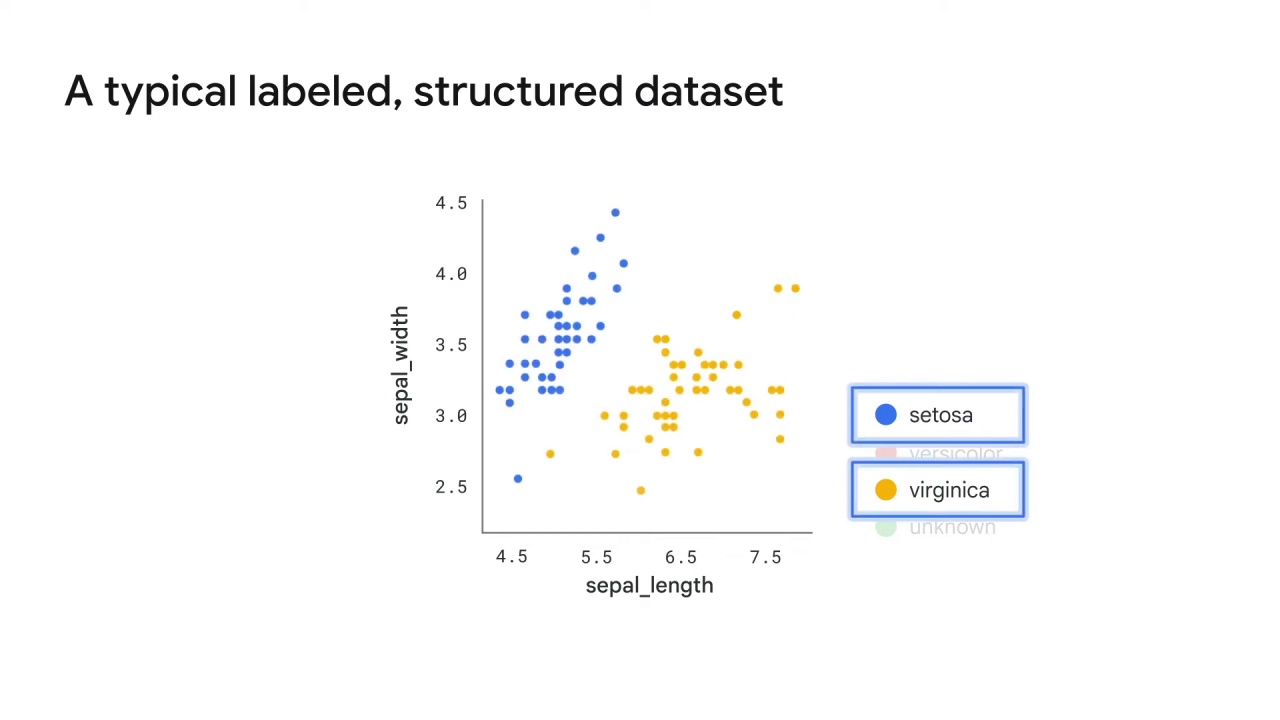 A typical labeled, structured dataset
4.5
4.0
3.5
3.0
2.5
sepal_width
4.5 5.5 6.5 7.5
sepal_length
setosa
versicolor
virginica
unknown